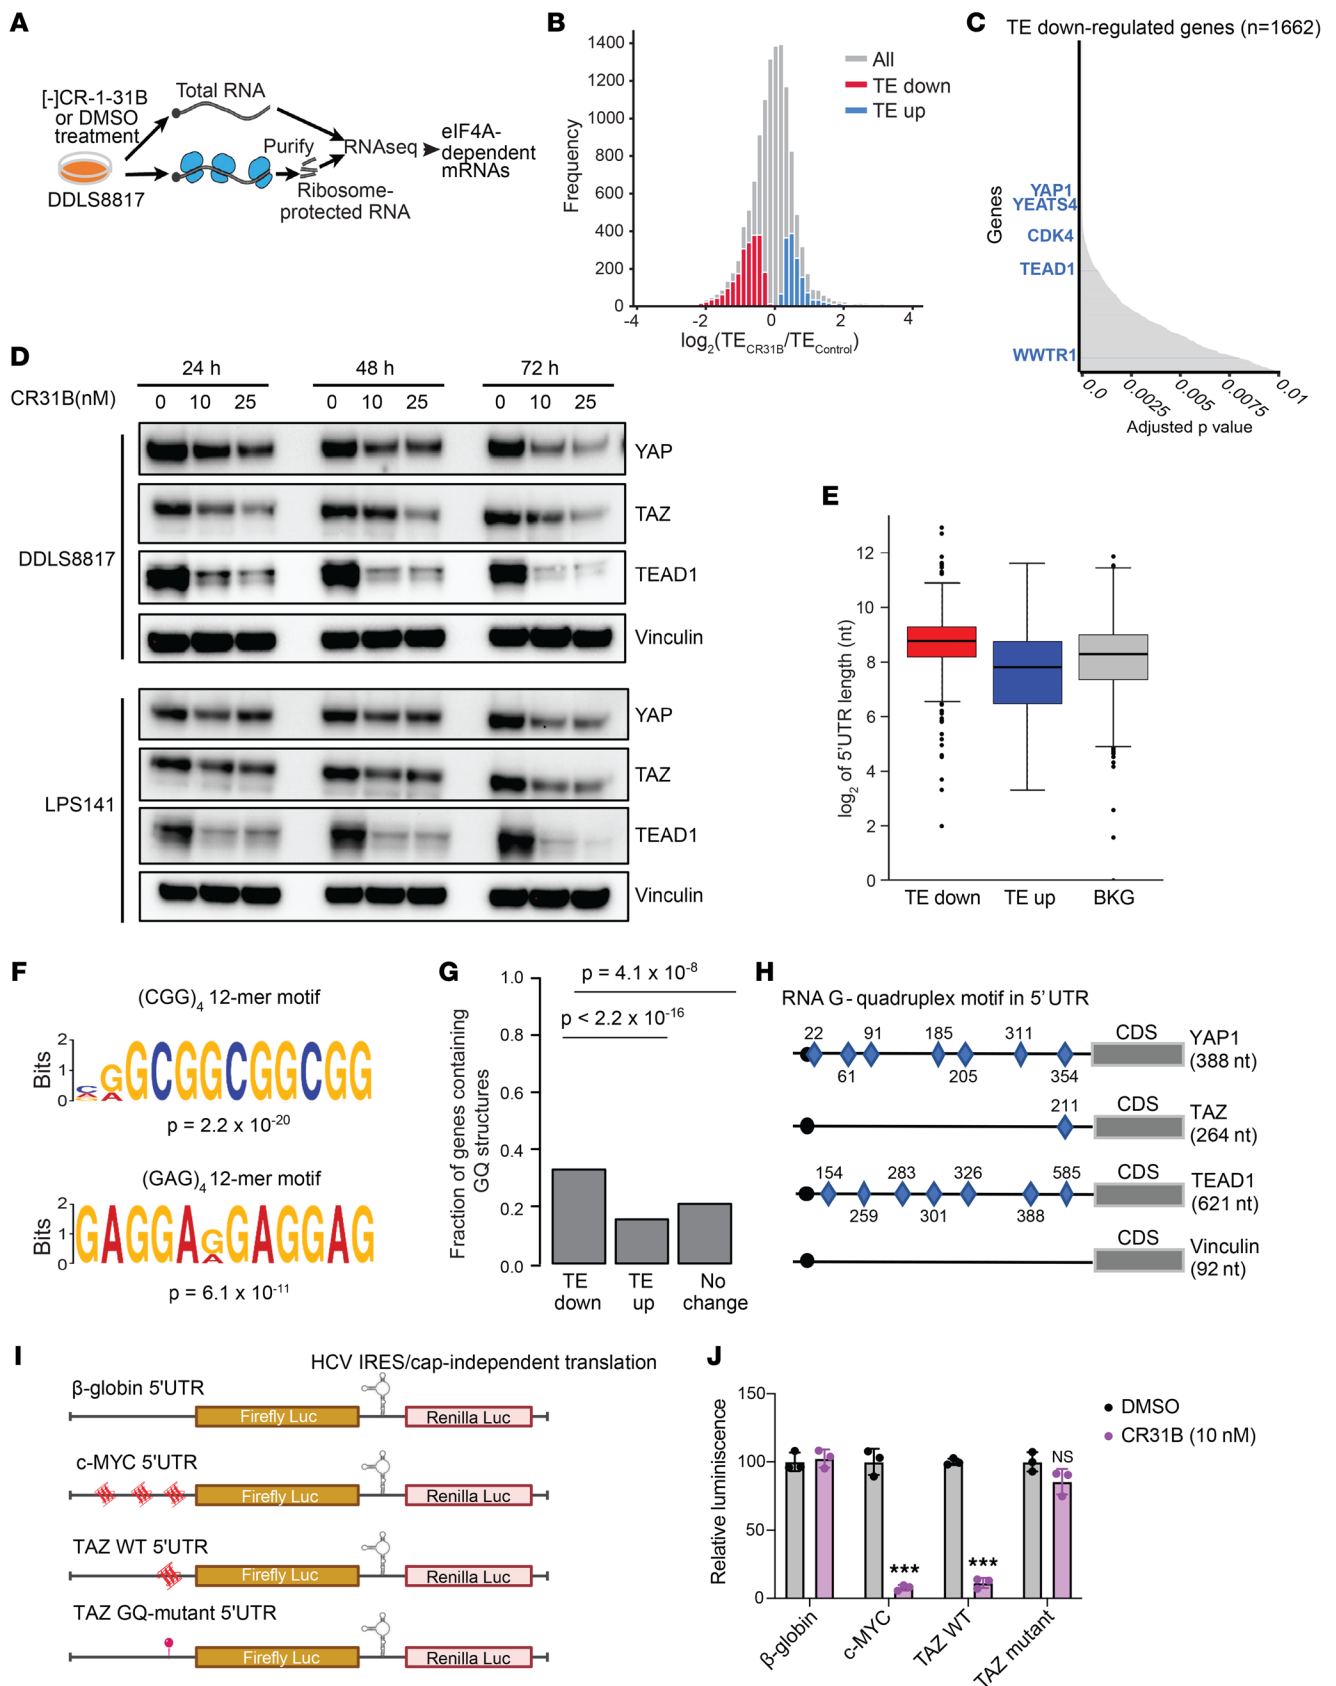 A
[-]CR-1-31B
or DMSO
treatment
DDLS8817
Total RNA
Purify
Ribosome-
protected RNA
RNAseq
eIF4A-
dependent
mRNAs
B
Frequency
1400
1200
1000
800
600
400
200
0
-4
-2
0
2
4
log2(TECR31B/TEControl)
All
TE down
TE up
C
TE down-regulated genes (n=1662)
Genes
YAP1
YEATS4
CDK4
TEAD1
WWTR1
0.0
0.0025
0.005
0.0075
0.01
Adjusted p value
D
24 h
48 h
72 h
CR31B(nM)
0 10 25 0 10 25 0 10 25
DDLS8817
YAP
TAZ
TEAD1
Vinculin
LPS141
YAP
TAZ
TEAD1
Vinculin
E
log2 of 5'UTR length (nt)
12
10
8
6
4
2
0
TE down
TE up
BKG
F
(CGG)4 12-mer motif
Bits
2
1
0
GGCGGCGGCGG
p = 2.2 x 10-20
(GAG)4 12-mer motif
Bits
2
1
0
GAGGAGGAGGAG
p = 6.1 x 10-11
G
Fraction of genes containing
GQ structures
1.0
0.8
0.6
0.4
0.2
0.0
p = 4.1 x 10-8
p < 2.2 x 10-16
TE
down
TE
up
No
change
H
RNA G-quadruplex motif in 5'UTR
22 91 185 311
61 205 354
CDS
YAP1
(388 nt)
211
CDS
TAZ
(264 nt)
154 283 326 585
259 301 388
CDS
TEAD1
(621 nt)
CDS
Vinculin
(92 nt)
I
HCV IRES/cap-independent translation
β-globin 5'UTR
Firefly Luc
Renilla Luc
c-MYC 5'UTR
Firefly Luc
Renilla Luc
TAZ WT 5'UTR
Firefly Luc
Renilla Luc
TAZ GQ-mutant 5'UTR
Firefly Luc
Renilla Luc
J
Relative luminiscence
150
100
50
0
DMSO
CR31B (10 nM)
***
***
NS
β-globin
c-MYC
TAZ WT
TAZ mutant